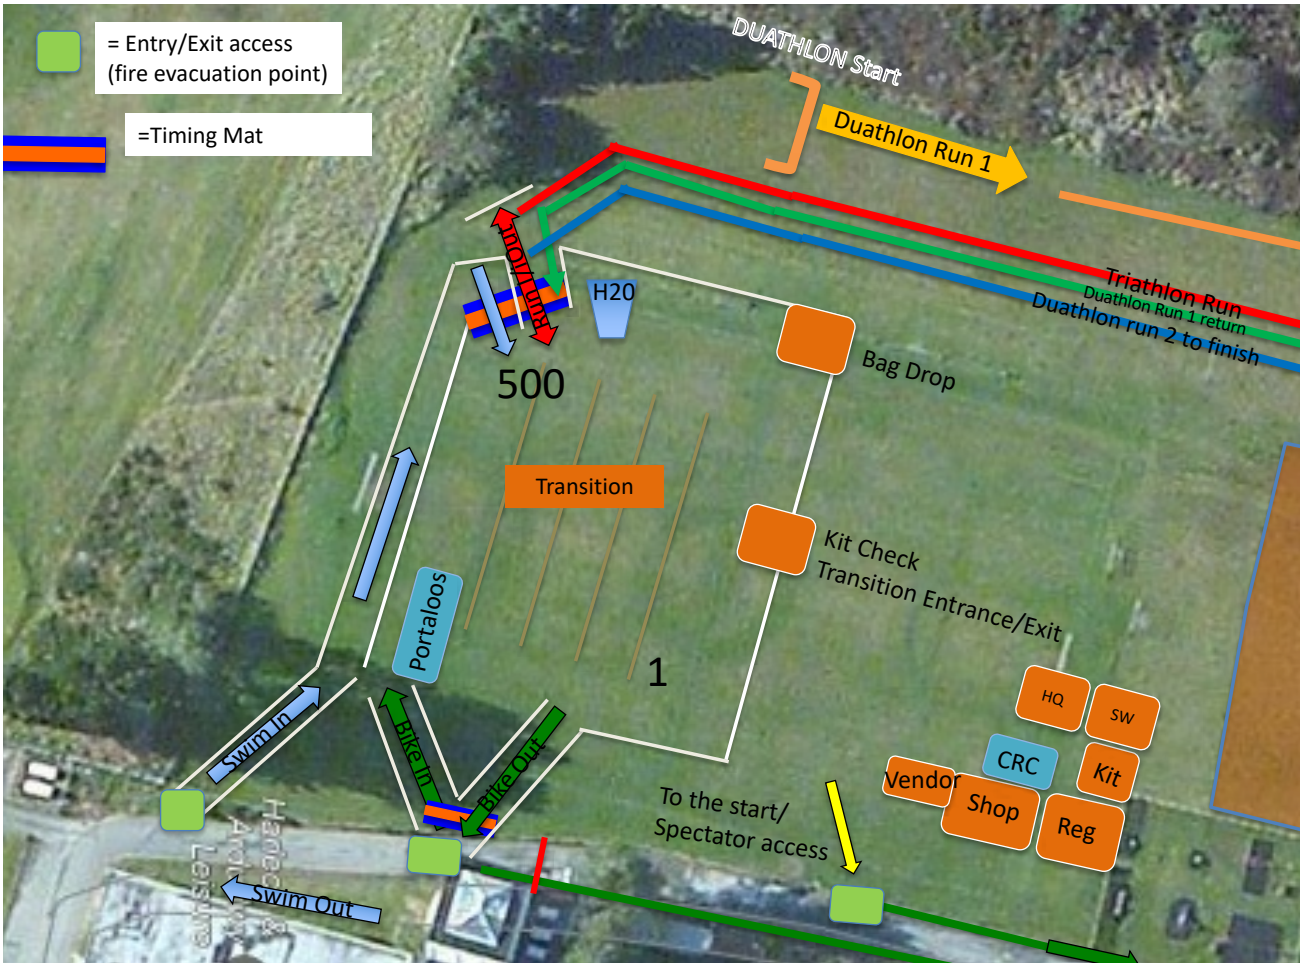 = Entry/Exit access
(fire evacuation point)
=Timing Mat
DUATHLON Start
Duathlon Run 1
Triathlon Run
Duathlon Run 1 return
Duathlon run 2 to finish
H20
500
Bag Drop
Transition
Kit Check
Transition Entrance/Exit
Portaloos
1
HQ
SW
CRC
Kit
Vendor
Shop
Reg
Swim In
Bike In
Bike Out
To the start/
Spectator access
Swim Out
Leisure